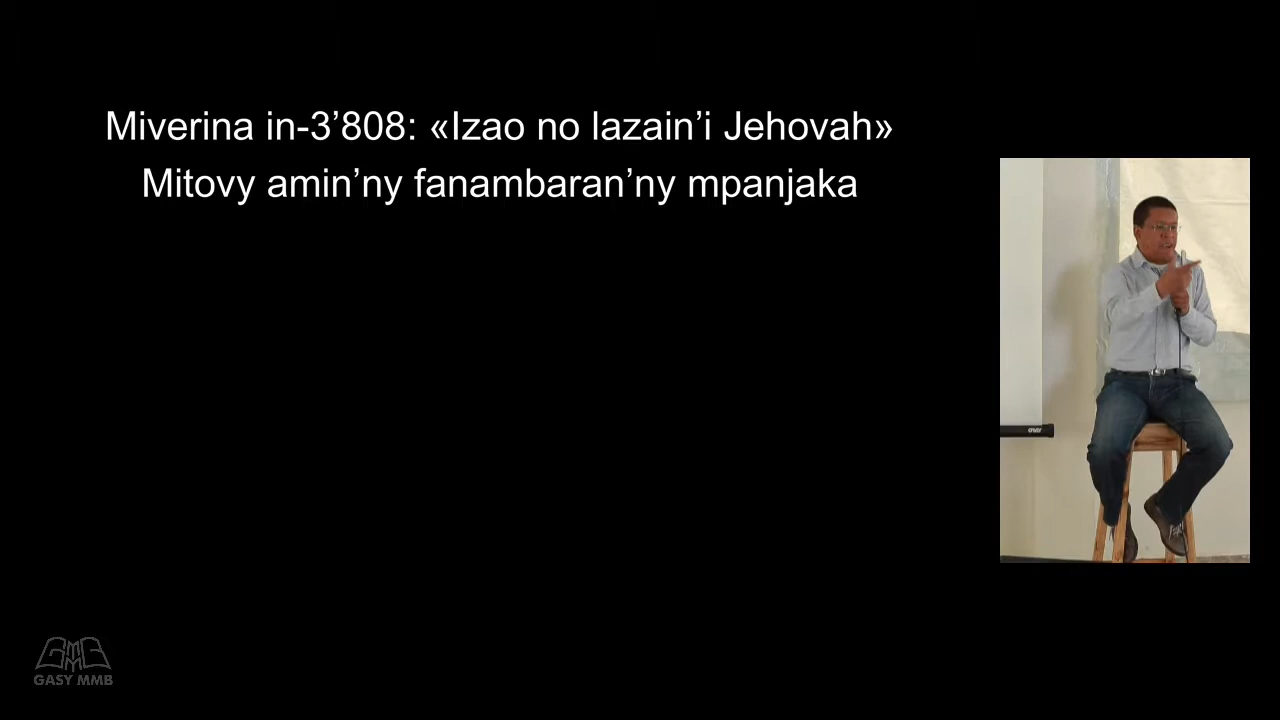 Miverina in-3’808: «Izao no lazain’i Jehovah»
Mitovy amin’ny fanambaran’ny mpanjaka
GASY MMB